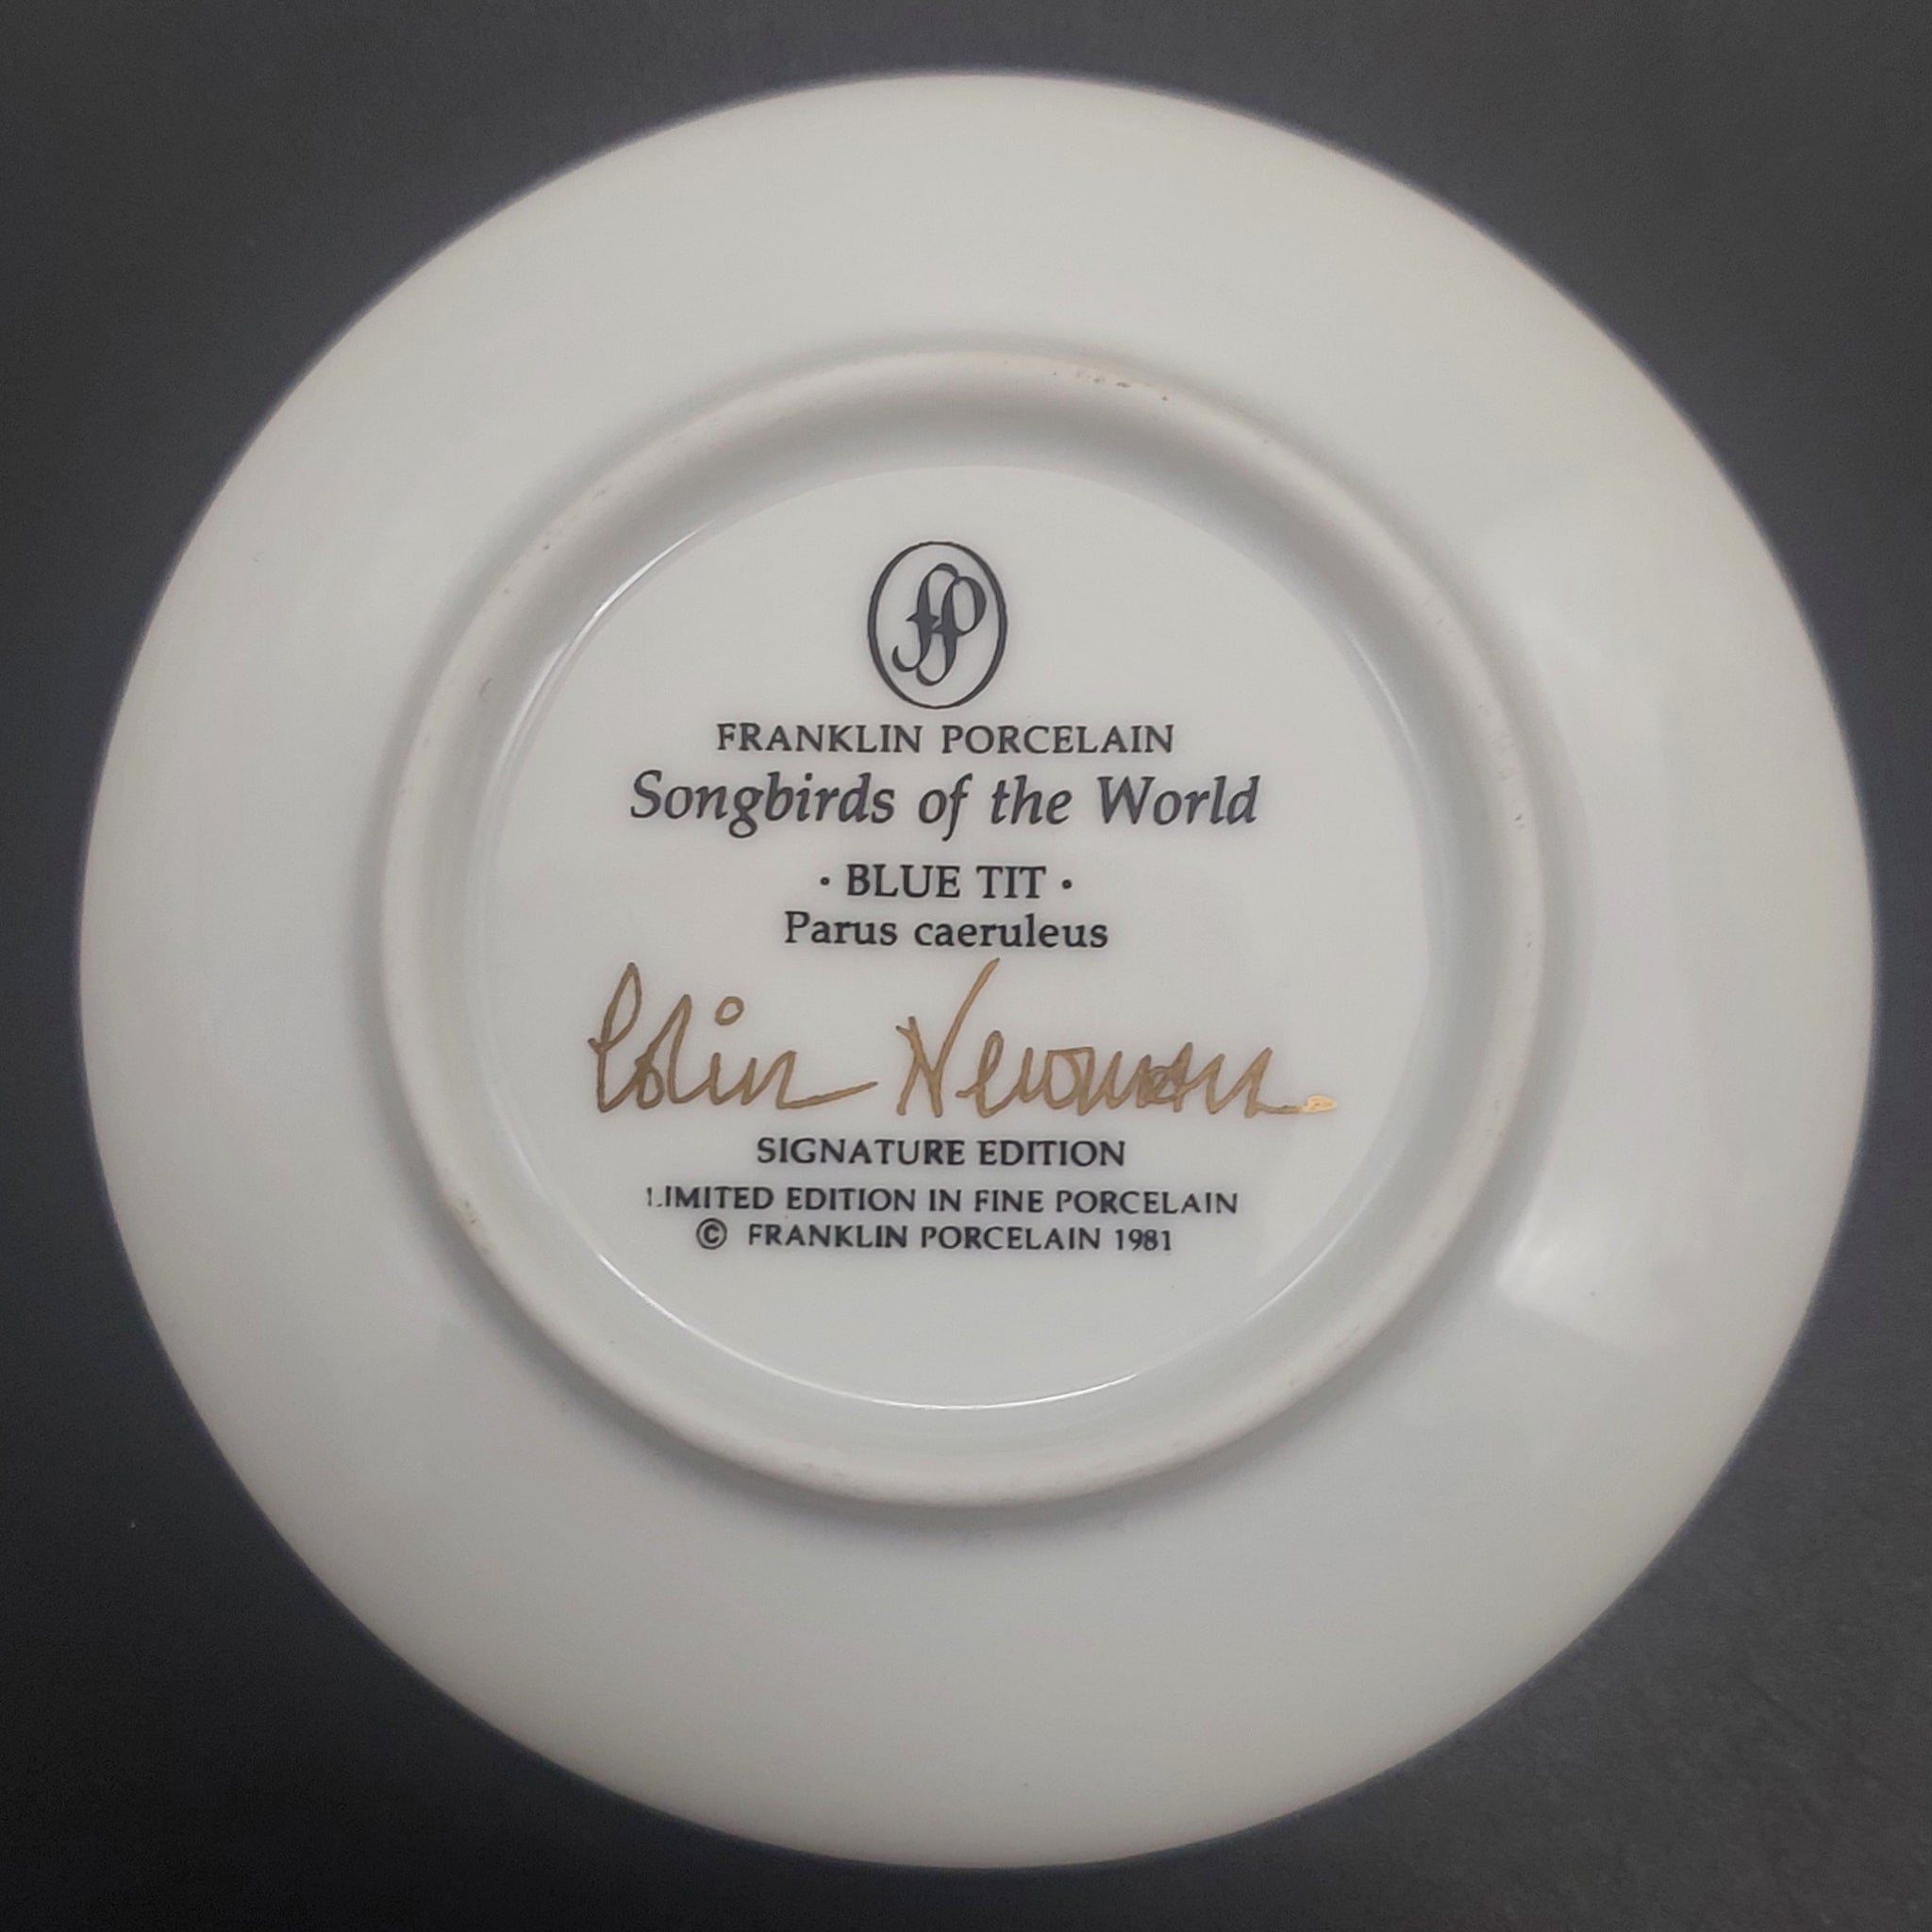 FP
FRANKLIN PORCELAIN
Songbirds of the World
· BLUE TIT ·
Parus caeruleus
Colin Newman
SIGNATURE EDITION
LIMITED EDITION IN FINE PORCELAIN
© FRANKLIN PORCELAIN 1981